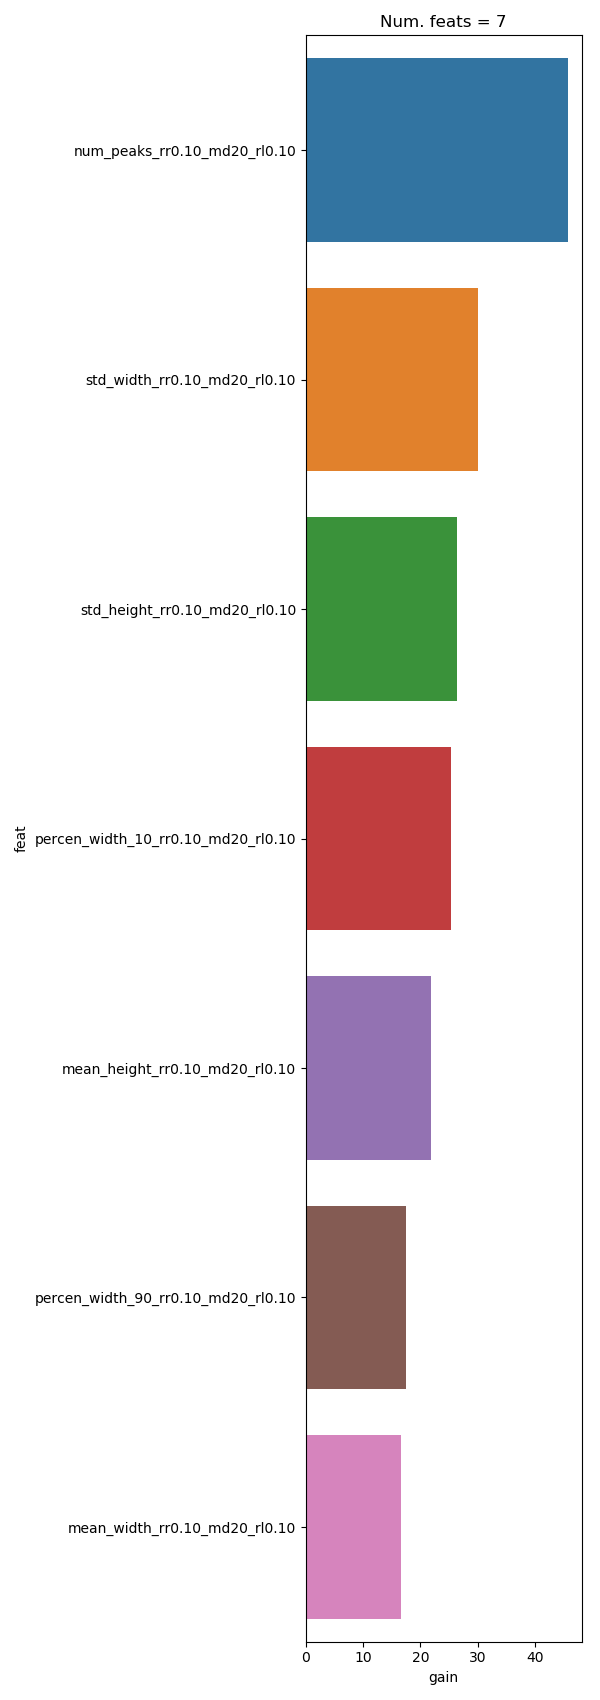 Num. feats = 7
num_peaks_rr0.10_md20_rl0.10
std_width_rr0.10_md20_rl0.10
std_height_rr0.10_md20_rl0.10
percen_width_10_rr0.10_md20_rl0.10
feat
mean_height_rr0.10_md20_rl0.10
percen_width_90_rr0.10_md20_rl0.10
mean_width_rr0.10_md20_rl0.10
0 10 20 30 40
gain